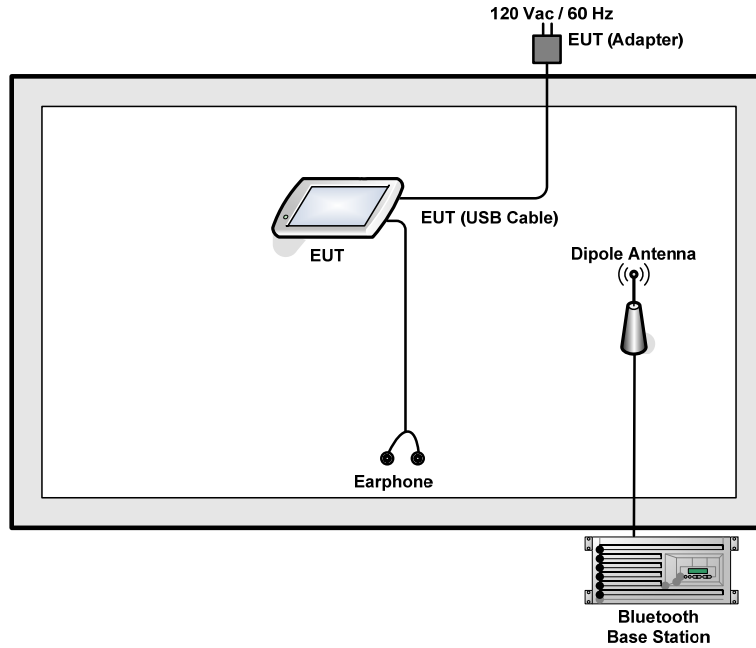 120 Vac / 60 Hz
EUT (Adapter)
EUT (USB Cable)
EUT
Dipole Antenna
Earphone
Bluetooth
Base Station